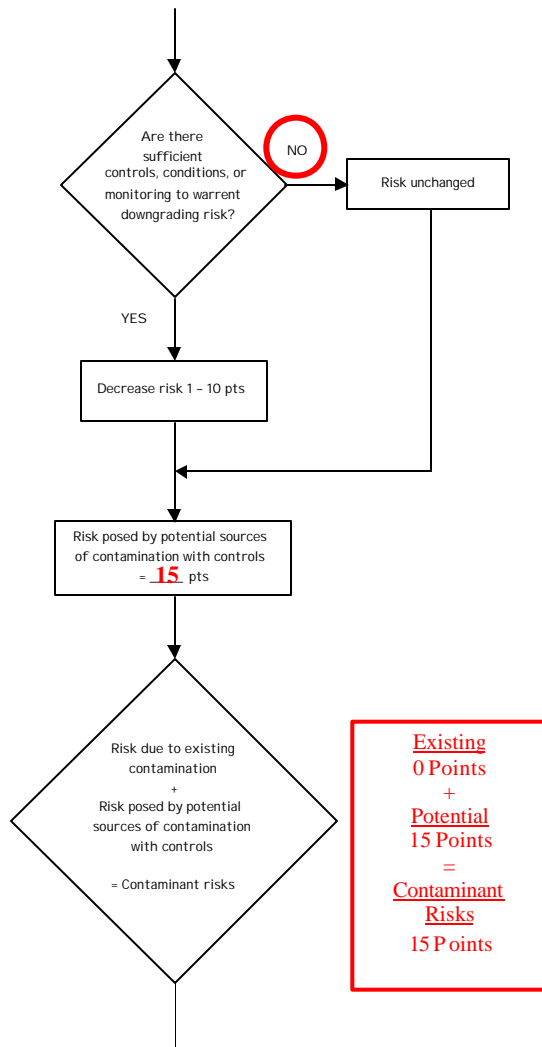 Are there
sufficient
controls, conditions, or
monitoring to warrent
downgrading risk?
NO
Risk unchanged
YES
Decrease risk 1 – 10 pts
Risk posed by potential sources
of contamination with controls
= 15 pts
Risk due to existing
contamination
+
Risk posed by potential
sources of contamination
with controls
= Contaminant risks
Existing
0 Points
+
Potential
15 Points
=
Contaminant
Risks
15 Points